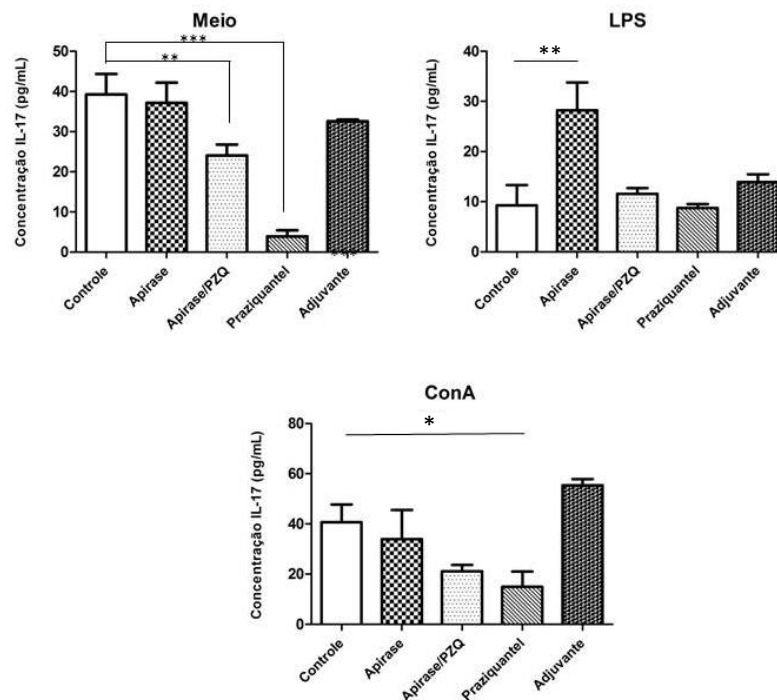 Meio
***
**
50
40
30
20
10
0
Concentração IL-17 (pg/mL)
***
Controle
Apirase
Apirase/PZQ
Praziquantel
Adjuvante
LPS
**
40
30
20
10
0
Concentração IL-17 (pg/mL)
Controle
Apirase
Apirase/PZQ
Praziquantel
Adjuvante
ConA
*
80
60
40
20
0
Concentração IL-17 (pg/mL)
Controle
Apirase
Apirase/PZQ
Praziquantel
Adjuvante